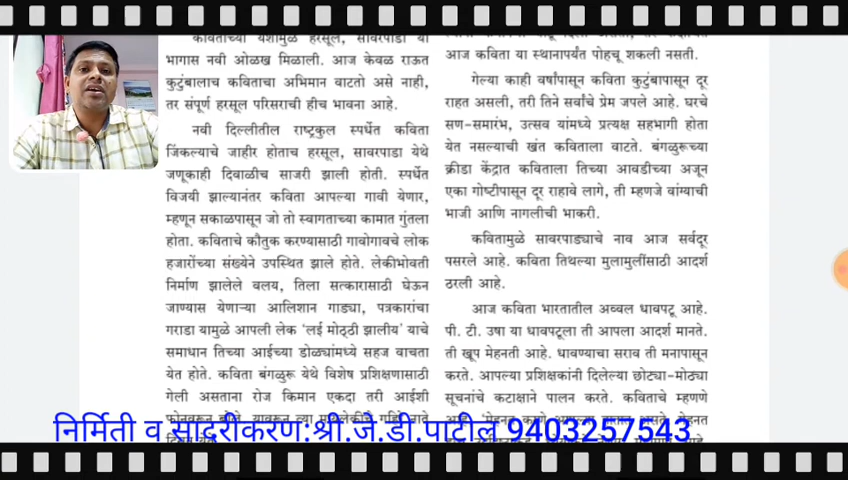 कविताच्या यशामुळे हरसूल, सावरपाडा या
भागास नवी ओळख मिळाली. आज केवळ राऊत
कुटुंबालाच कविताचा अभिमान वाटतो असे नाही,
तर संपूर्ण हरसूल परिसराची हीच भावना आहे.
नवी दिल्लीतील राष्ट्रकुल स्पर्धेत कविता
जिंकल्याचे जाहीर होताच हरसूल, सावरपाडा येथे
जणूकाही दिवाळीच साजरी झाली होती. स्पर्धेत
विजयी झाल्यानंतर कविता आपल्या गावी येणार,
म्हणून सकाळपासून जो तो स्वागताच्या कामात गुंतला
होता. कविताचे कौतुक करण्यासाठी गावोगावचे लोक
हजारोंच्या संख्येने उपस्थित झाले होते. लेकीभोवती
निर्माण झालेले वलय, तिला सत्कारासाठी घेऊन
जाण्यास येणाऱ्या आलिशान गाड्या, पत्रकारांचा
गराडा यामुळे आपली लेक ‘लई मोठ्ठी झालीय’ याचे
समाधान तिच्या आईच्या डोळ्यांमध्ये सहज वाचता
येत होते. कविता बंगळुरू येथे विशेष प्रशिक्षणासाठी
गेली असताना रोज किमान एकदा तरी आईशी
आज कविता या स्थानापर्यंत पोहचू शकली नसती.
गेल्या काही वर्षांपासून कविता कुटुंबापासून दूर
राहत असली, तरी तिने सर्वांचे प्रेम जपले आहे. घरचे
सण-समारंभ, उत्सव यांमध्ये प्रत्यक्ष सहभागी होता
येत नसल्याची खंत कविताला वाटते. बंगळुरूच्या
क्रीडा केंद्रात कविताला तिच्या आवडीच्या अजून
एका गोष्टीपासून दूर राहावे लागे, ती म्हणजे वांग्याची
भाजी आणि नागलीची भाकरी.
कवितामुळे सावरपाड्याचे नाव आज सर्वदूर
पसरले आहे. कविता तिथल्या मुलामुलींसाठी आदर्श
ठरली आहे.
आज कविता भारतातील अव्वल धावपटू आहे.
पी. टी. उषा या धावपटूला ती आपला आदर्श मानते.
ती खूप मेहनती आहे. धावण्याचा सराव ती मनापासून
करते. आपल्या प्रशिक्षकांनी दिलेल्या छोट्या-मोठ्या
सूचनांचे कटाक्षाने पालन करते. कविताचे म्हणणे
निर्मिती व सादरीकरण:श्री.जे.डी.पाटील 9403257543